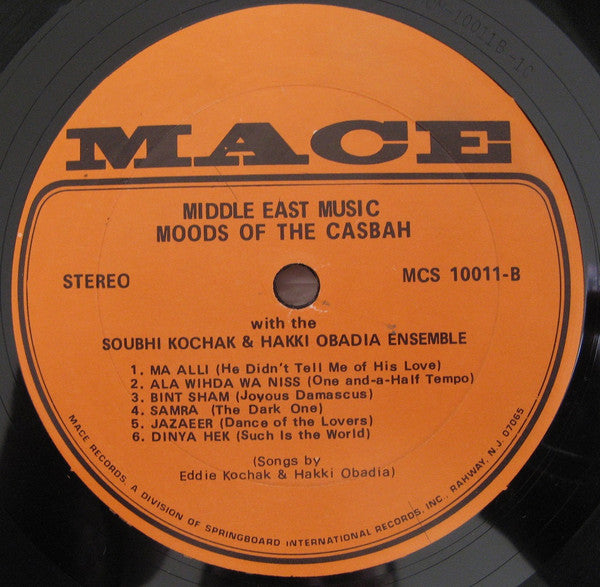 MACE
MIDDLE EAST MUSIC
MOODS OF THE CASBAH
STEREO
MCS 10011-B
with the
SOUBHI KOCHAK & HAKKI OBADIA ENSEMBLE
1. MA ALLI (He Didn't Tell Me of His Love)
2. ALA WIHDA WA NISS (One and-a-Half Tempo)
3. BINT SHAM (Joyous Damascus)
4. SAMRA (The Dark One)
5. JAZAEER (Dance of the Lovers)
6. DINYA HEK (Such Is the World)
(Songs by
Eddie Kochak & Hakki Obadia)
MACE RECORDS, A DIVISION OF SPRINGBOARD INTERNATIONAL RECORDS, INC., RAHWAY, N.J. 07065